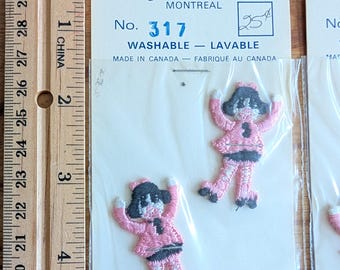 MONTREAL
No. 317
25¢
WASHABLE — LAVABLE
MADE IN CANADA — FABRIQUÉ AU CANADA
CHINA
1
2
3
4